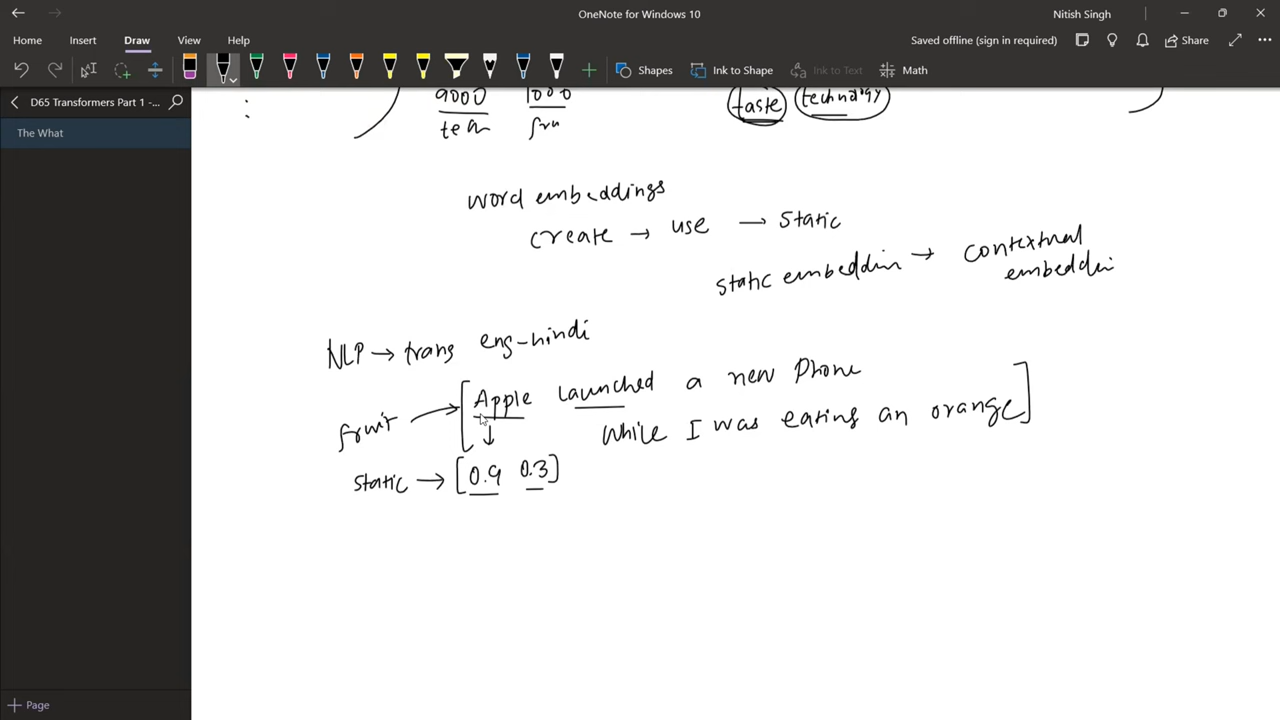 OneNote for Windows 10
Nitish Singh
Home Insert Draw View Help
Saved offline (sign in required) Share
Shapes Ink to Shape Ink to Text Math
D65 Transformers Part 1 -...
The What
9000 1000
taste technology
tech fru
word embeddings
create → use → static
static embeddin → contextual
embeddin
NLP → trans eng-hindi
Apple launched a new Phone
fruit → while I was eating an orange
static → [0.9 0.3]
+ Page